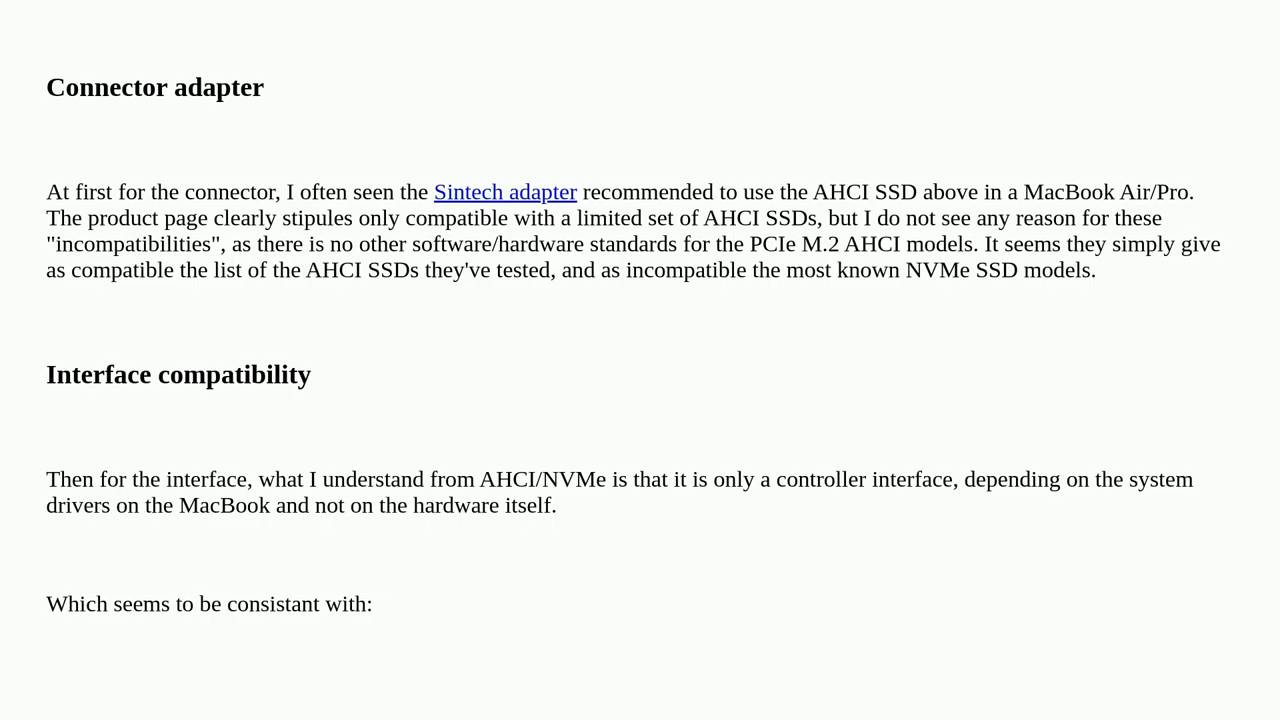 Connector adapter
At first for the connector, I often seen the Sintech adapter recommended to use the AHCI SSD above in a MacBook Air/Pro.
The product page clearly stipules only compatible with a limited set of AHCI SSDs, but I do not see any reason for these
"incompatibilities", as there is no other software/hardware standards for the PCIe M.2 AHCI models. It seems they simply give
as compatible the list of the AHCI SSDs they've tested, and as incompatible the most known NVMe SSD models.
Interface compatibility
Then for the interface, what I understand from AHCI/NVMe is that it is only a controller interface, depending on the system
drivers on the MacBook and not on the hardware itself.
Which seems to be consistant with: